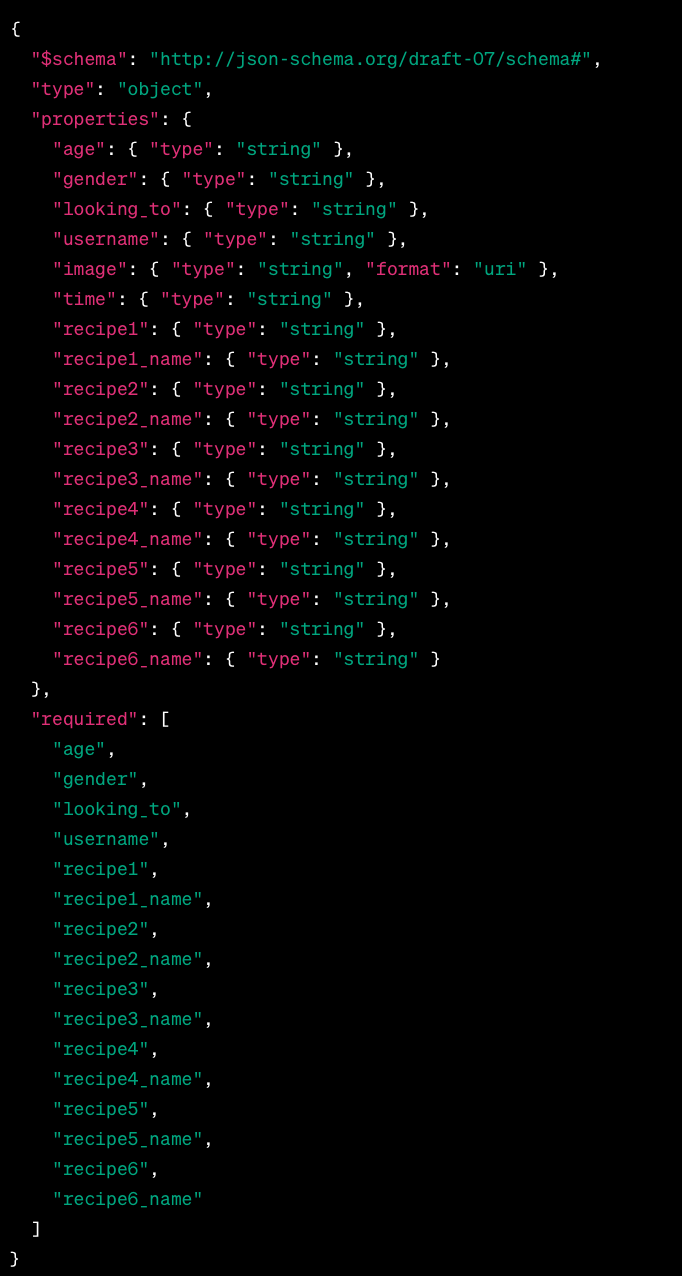 {
  "$schema": "http://json-schema.org/draft-07/schema#",
  "type": "object",
  "properties": {
    "age": { "type": "string" },
    "gender": { "type": "string" },
    "looking_to": { "type": "string" },
    "username": { "type": "string" },
    "image": { "type": "string", "format": "uri" },
    "time": { "type": "string" },
    "recipe1": { "type": "string" },
    "recipe1_name": { "type": "string" },
    "recipe2": { "type": "string" },
    "recipe2_name": { "type": "string" },
    "recipe3": { "type": "string" },
    "recipe3_name": { "type": "string" },
    "recipe4": { "type": "string" },
    "recipe4_name": { "type": "string" },
    "recipe5": { "type": "string" },
    "recipe5_name": { "type": "string" },
    "recipe6": { "type": "string" },
    "recipe6_name": { "type": "string" }
  },
  "required": [
    "age",
    "gender",
    "looking_to",
    "username",
    "recipe1",
    "recipe1_name",
    "recipe2",
    "recipe2_name",
    "recipe3",
    "recipe3_name",
    "recipe4",
    "recipe4_name",
    "recipe5",
    "recipe5_name",
    "recipe6",
    "recipe6_name"
  ]
}